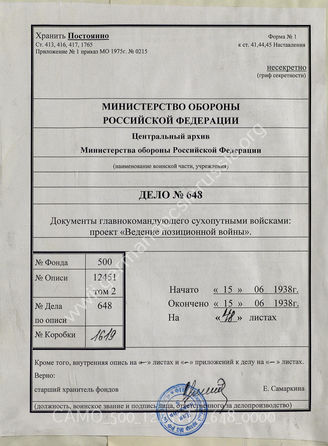 Хранить Постоянно
Форма № 1
Ст. 413, 416, 417, 1765
к ст. 41,44,45 Наставления
Приложение № 1 приказ МО 1975г. № 0215
несекретно
(гриф секретности)
МИНИСТЕРСТВО ОБОРОНЫ
РОССИЙСКОЙ ФЕДЕРАЦИИ
Центральный архив
Министерства обороны Российской Федерации
(наименование воинской части, учреждения)
ДЕЛО № 648
Документы главнокомандующего сухопутными войсками:
проект «Ведение позиционной войны».
№ Фонда 500
№ Описи 12451
том 2
№ Дела 648
по описи
№ Коробки 1619
Начато « 15 » 06 1938г.
Окончено « 15 » 06 1938г.
На «48» листах
Кроме того, внутренняя опись на «–» листах и «–» приложений к делу на «–» листах.
Верно:
старший хранитель фондов
Е. Самаркина
(должность, воинское звание и подпись лица, ответственного за делопроизводство)